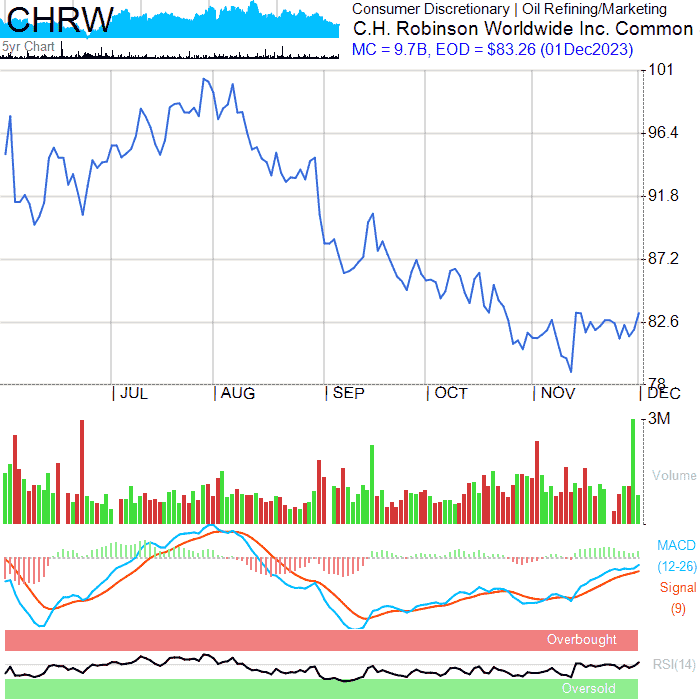 CHRW
5yr Chart
Consumer Discretionary | Oil Refining/Marketing
C.H. Robinson Worldwide Inc. Common
MC = 9.7B, EOD = $83.26 (01Dec2023)
101
96.4
91.8
87.2
82.6
78
JUL
AUG
SEP
OCT
NOV
DEC
3M
Volume
MACD
(12-26)
Signal
(9)
Overbought
RSI(14)
Oversold